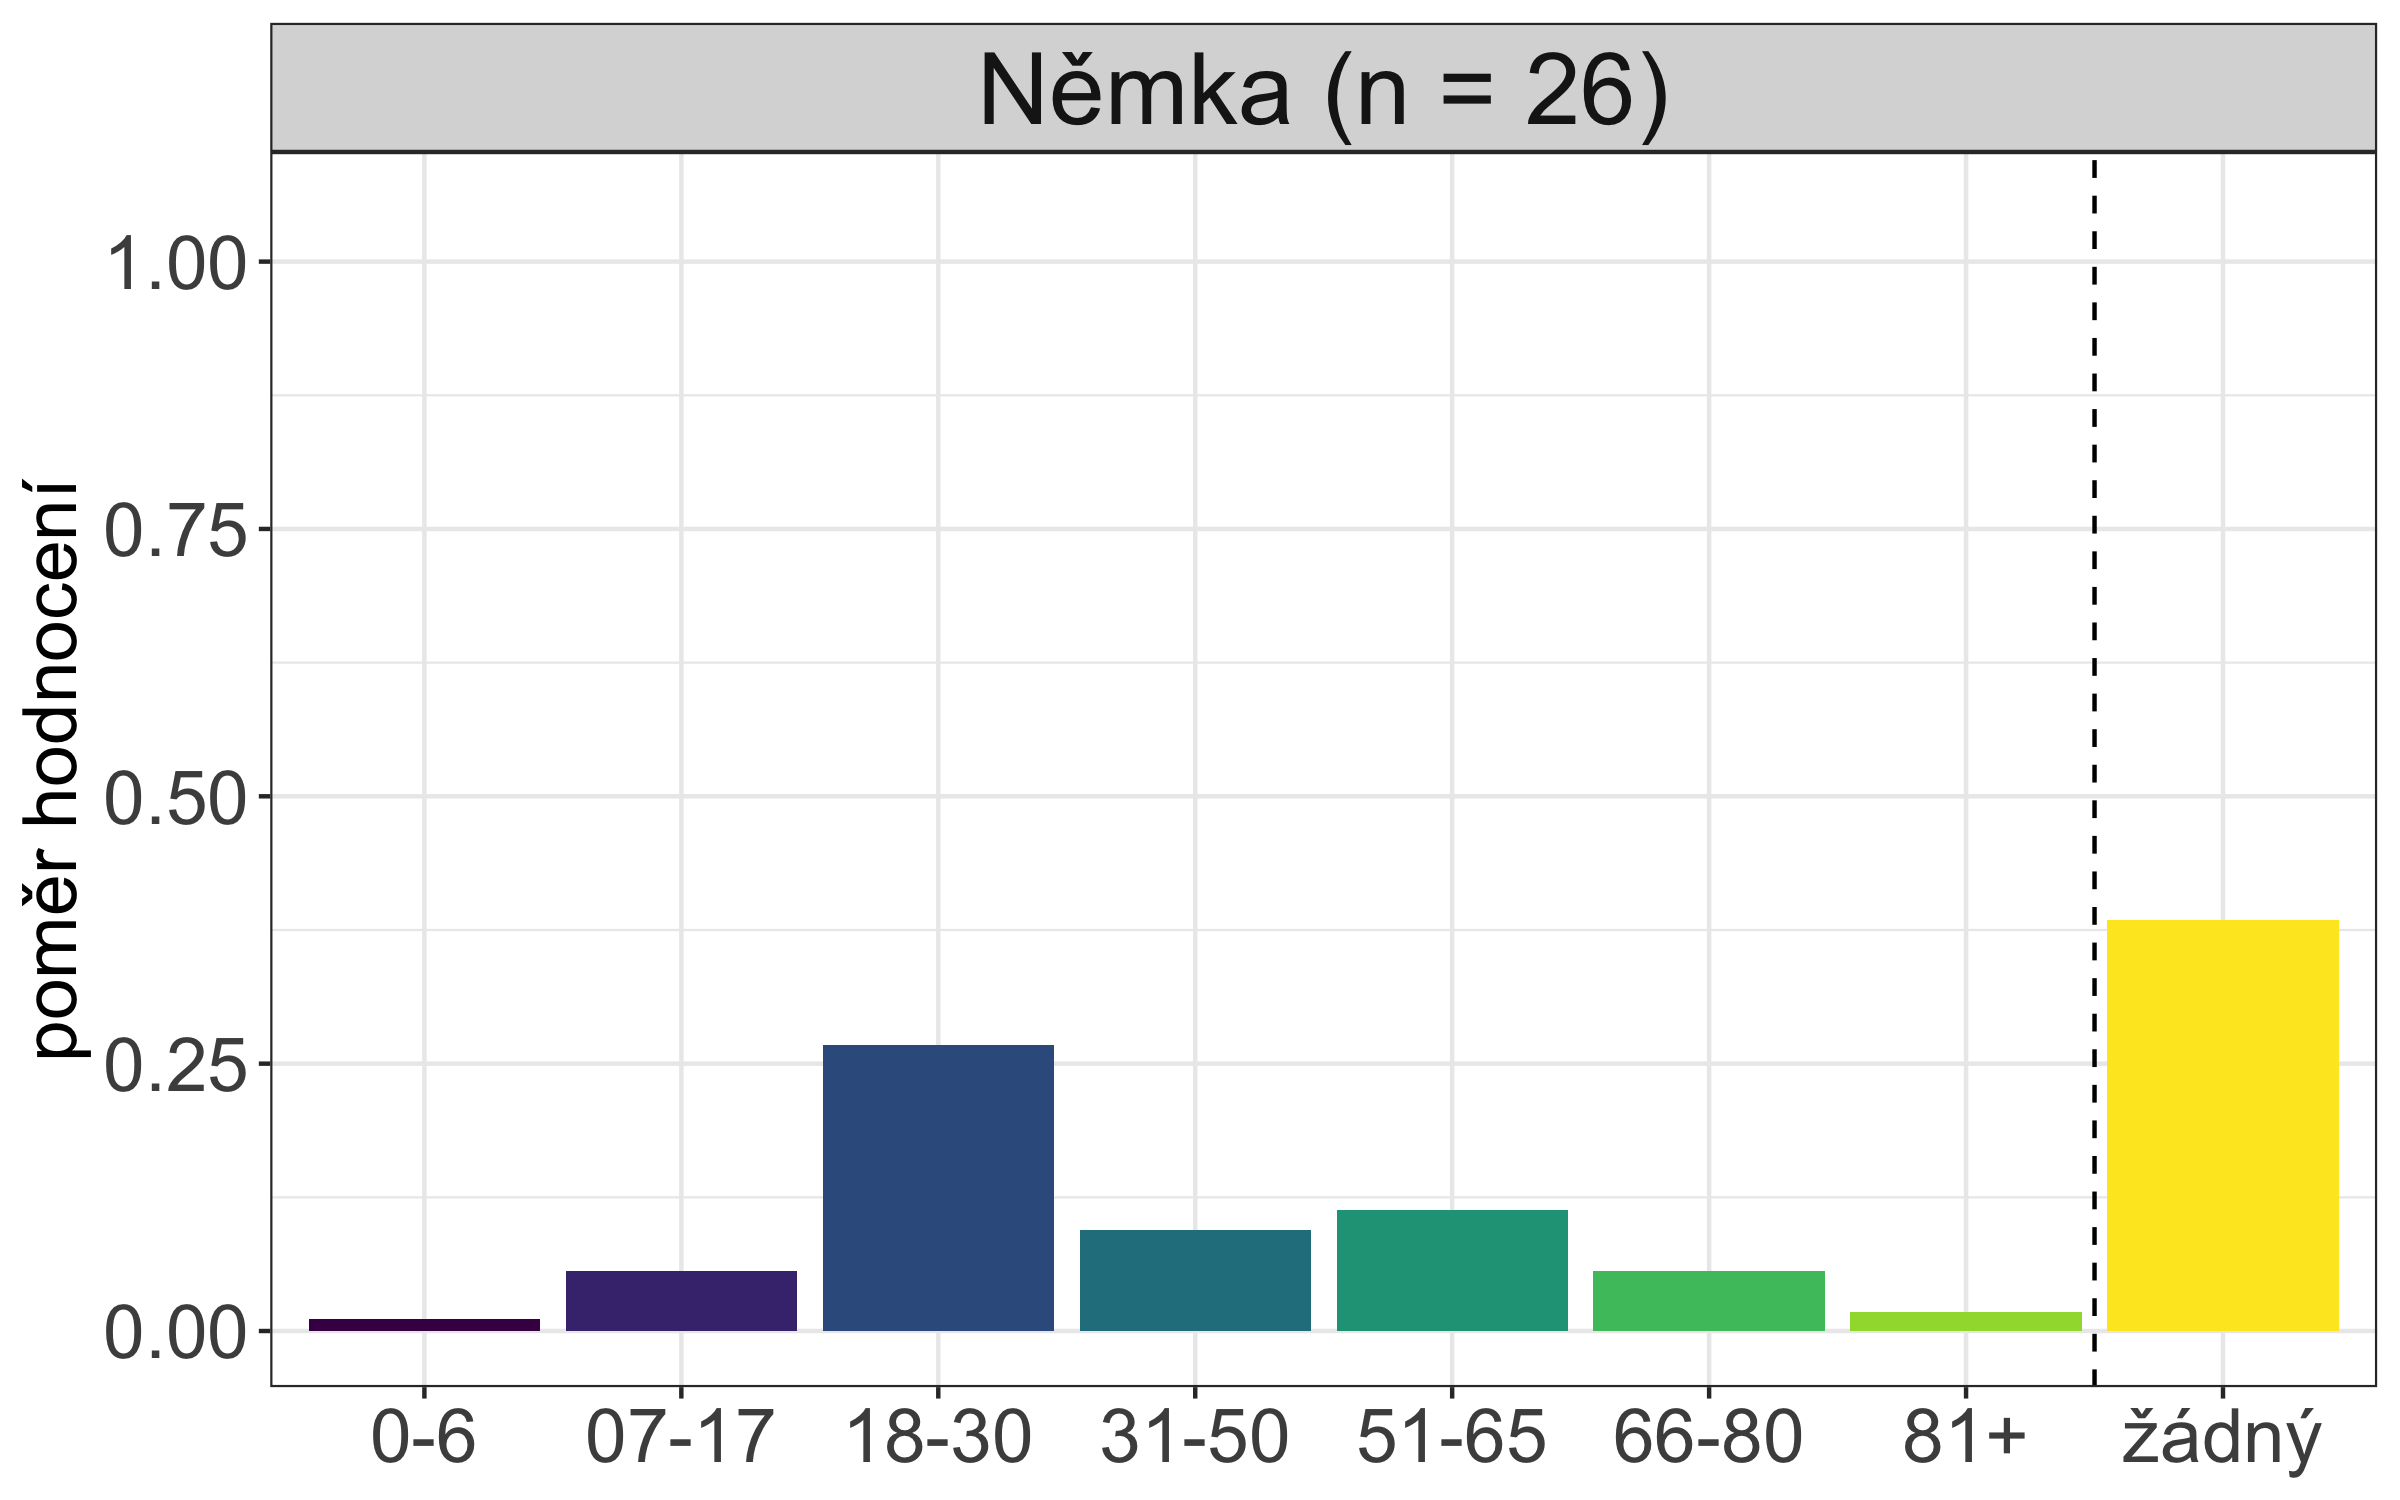 Němka (n = 26)
poměr hodnocení
1.00
0.75
0.50
0.25
0.00
0-6 07-17 18-30 31-50 51-65 66-80 81+ žádný